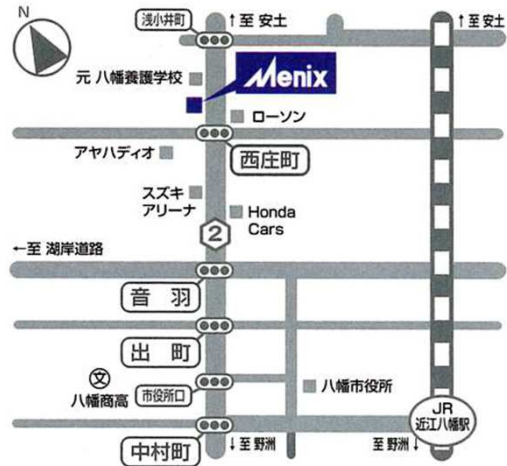 N
浅小井町
↑至 安土
↑至 安土
元 八幡養護学校
Menix
ローソン
アヤハディオ
西庄町
スズキ
アリーナ
Honda
Cars
2
←至 湖岸道路
音 羽
出 町
文
八幡商高
市役所口
八幡市役所
JR
近江八幡駅
中村町
↓至 野洲
至 野洲↓